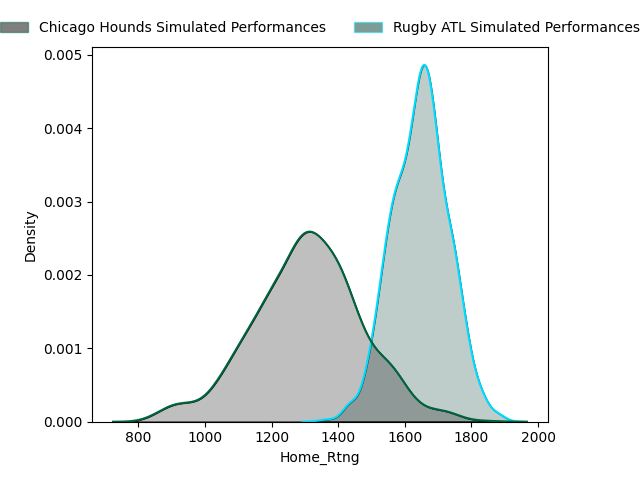 Chicago Hounds Simulated Performances Rugby ATL Simulated Performances
0.005
0.004
0.003
0.002
0.001
0.000
Density
800 1000 1200 1400 1600 1800 2000
Home_Rtng